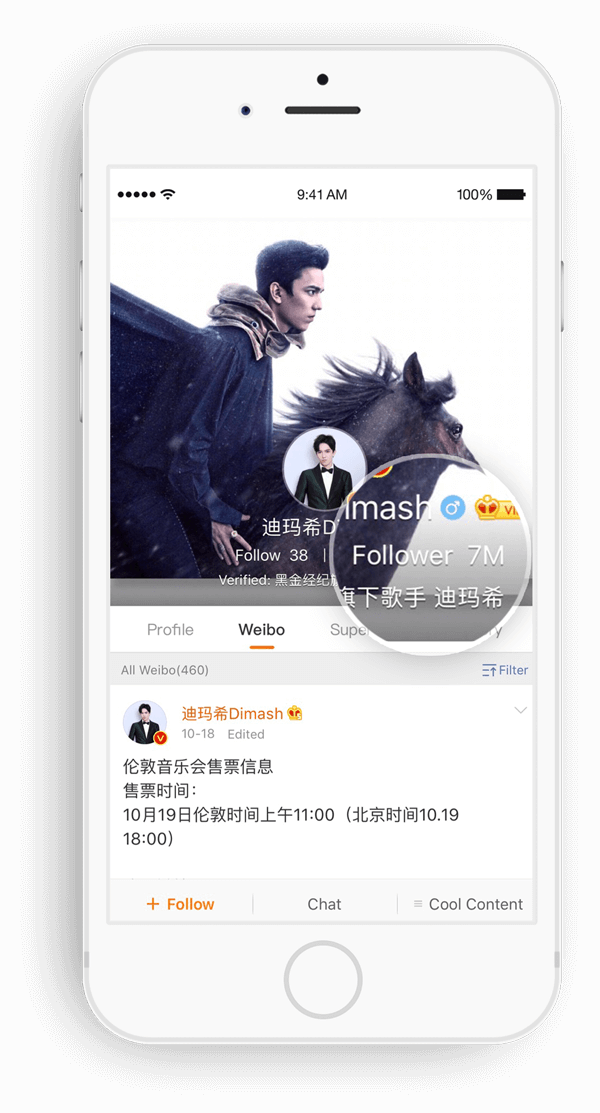 9:41 AM
100%
迪玛希D
lmash
VI
Follow 38 |
Follower 7M
Verified: 黑金经纪
旗下歌手 迪玛希
Profile
Weibo
Supe
y
All Weibo(460)
Filter
迪玛希Dimash
V
10-18 Edited
伦敦音乐会售票信息
售票时间：
10月19日伦敦时间上午11:00（北京时间10.19
18:00）
+ Follow
Chat
Cool Content